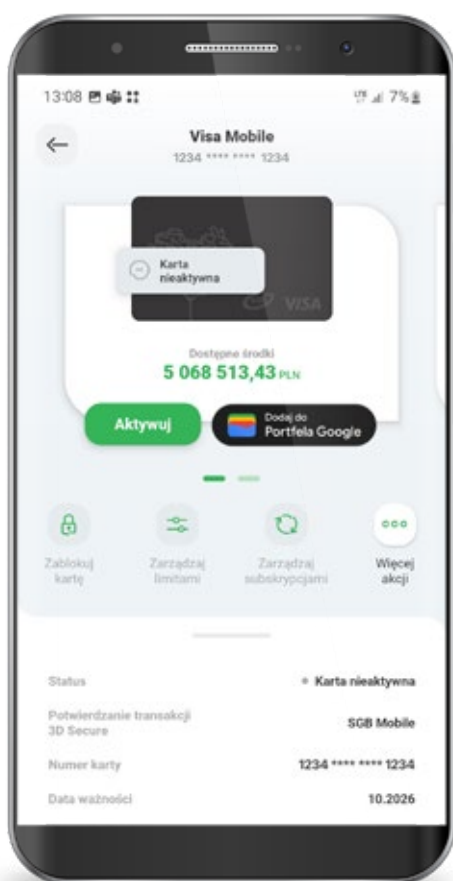 13:08
LTE 7%
Visa Mobile
1234 **** **** 1234
Karta
nieaktywna
VISA
Dostępne środki
5 068 513,43 PLN
Aktywuj
Dodaj do
Portfela Google
Zablokuj
kartę
Zarządzaj
limitami
Zarządzaj
subskrypcjami
Więcej
akcji
Status
Karta nieaktywna
Potwierdzanie transakcji
3D Secure
SGB Mobile
Numer karty
1234 **** **** 1234
Data ważności
10.2026